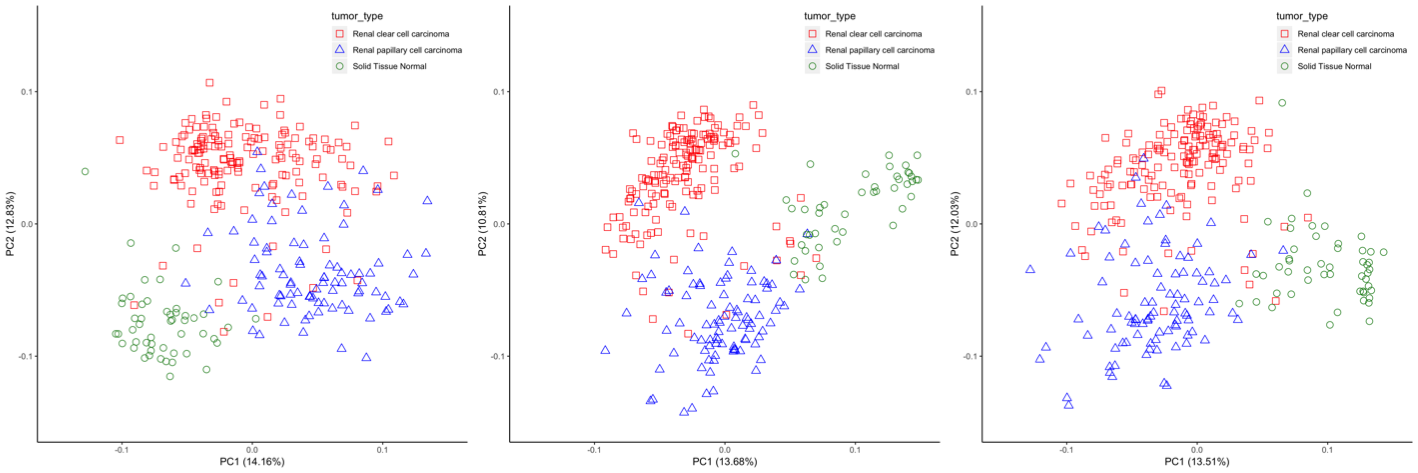 tumor_type
Renal clear cell carcinoma
Renal papillary cell carcinoma
Solid Tissue Normal
0.1
0.0
-0.1
PC2 (12.83%)
-0.1
0.0
0.1
PC1 (14.16%)
tumor_type
Renal clear cell carcinoma
Renal papillary cell carcinoma
Solid Tissue Normal
0.1
0.0
-0.1
PC2 (10.81%)
-0.1
0.0
0.1
PC1 (13.68%)
tumor_type
Renal clear cell carcinoma
Renal papillary cell carcinoma
Solid Tissue Normal
0.1
0.0
-0.1
PC2 (12.03%)
-0.1
0.0
0.1
PC1 (13.51%)